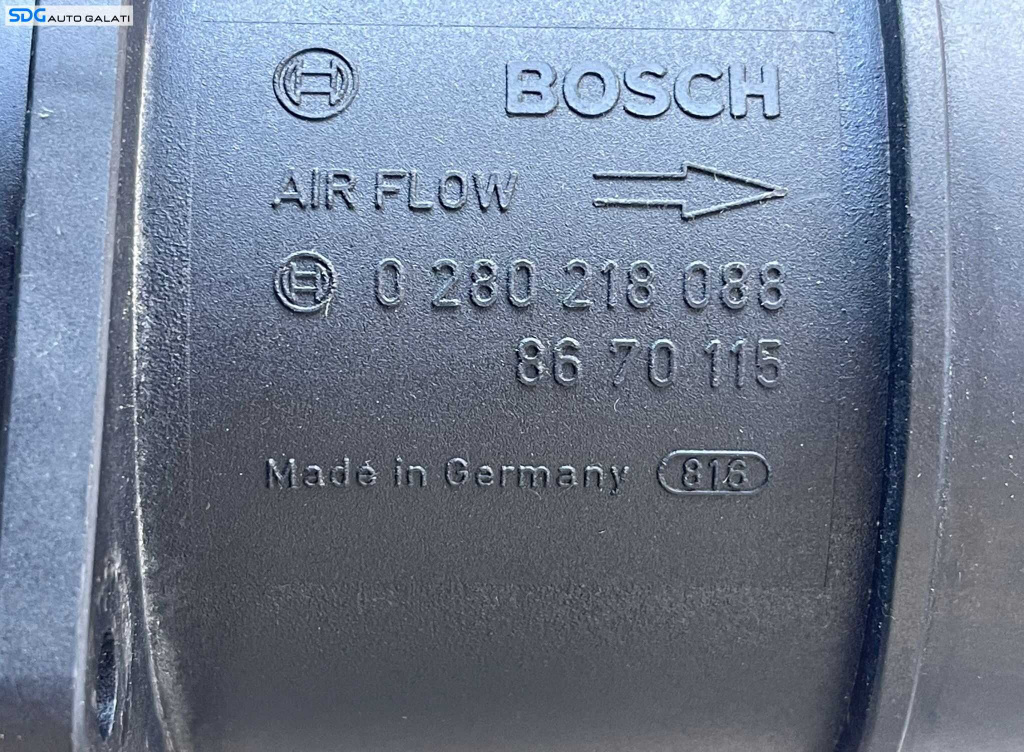 SDG AUTO GALATI
BOSCH
AIR FLOW
0 280 218 088
86 70 115
Made in Germany 816